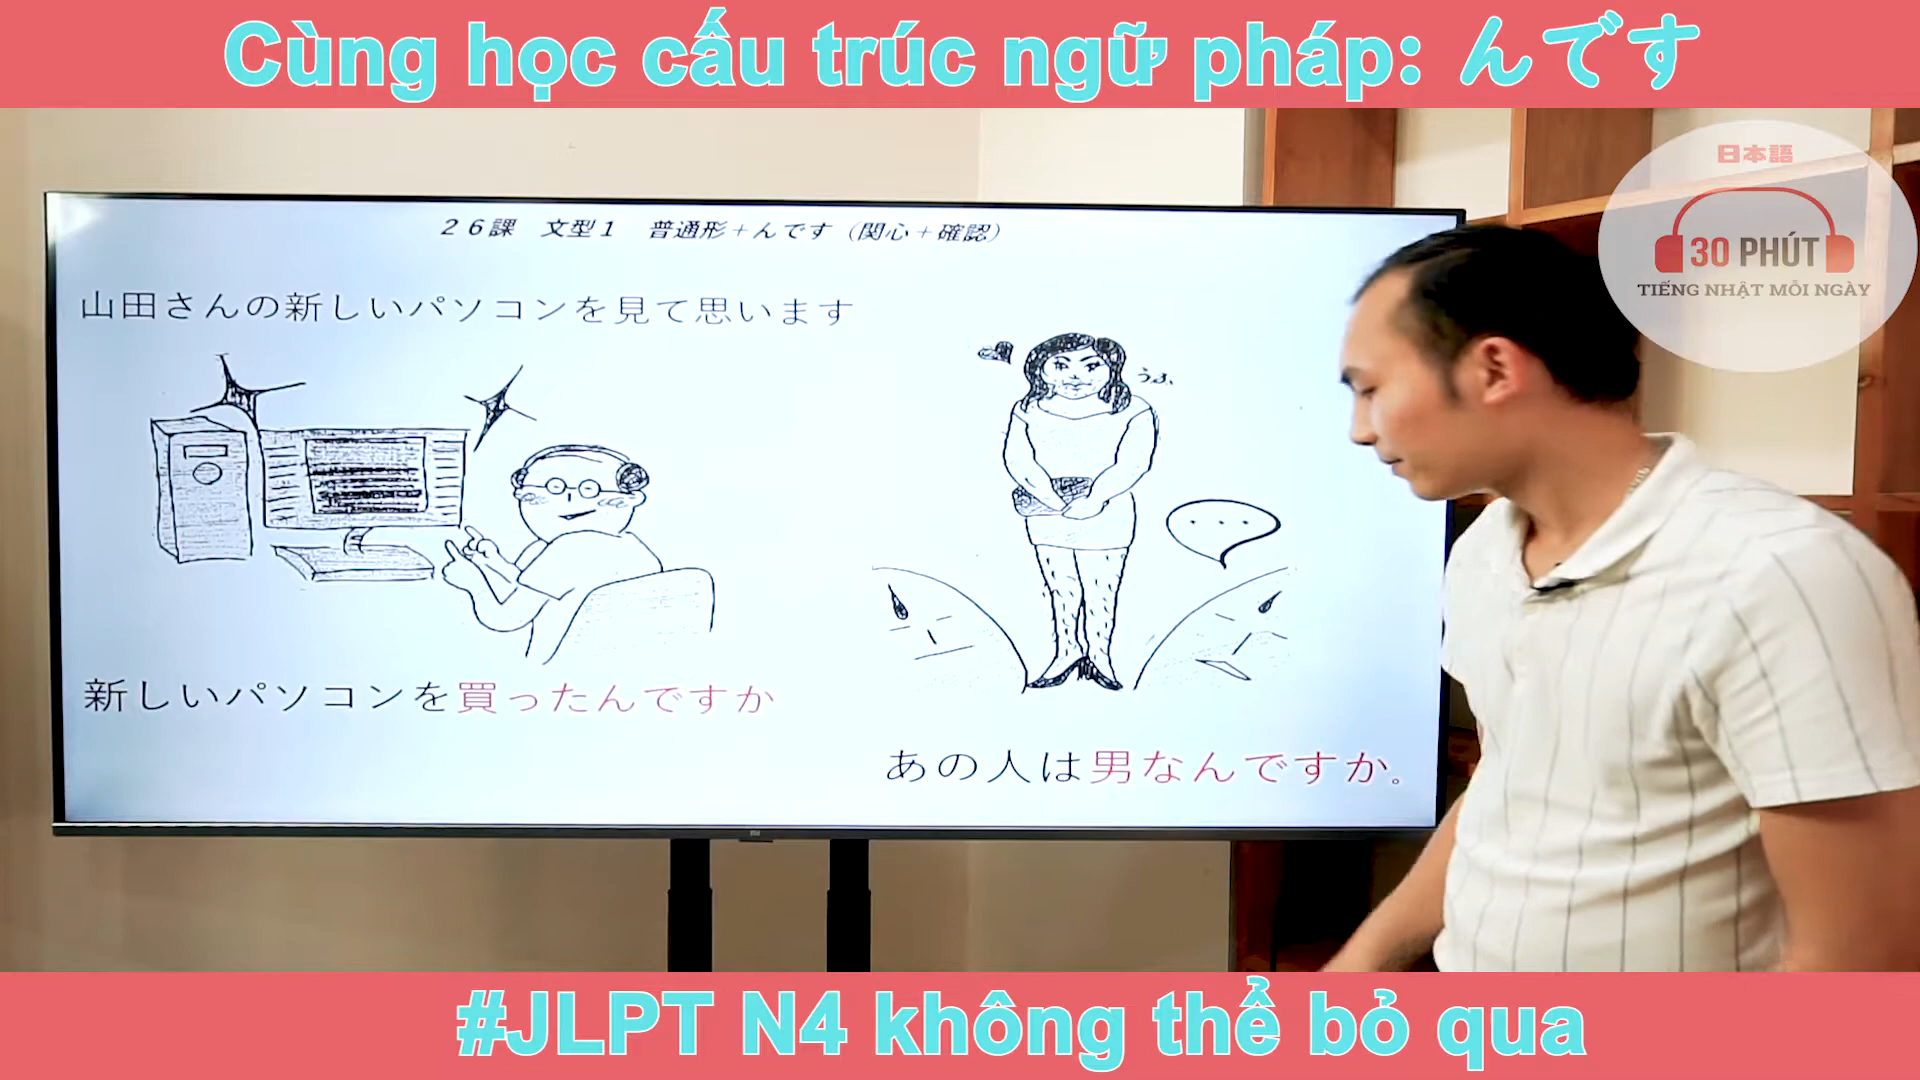 Cùng học cấu trúc ngữ pháp: んです
日本語
30 PHÚT
TIẾNG NHẬT MỖI NGÀY
26課 文型1 普通形+んです(関心+確認)
山田さんの新しいパソコンを見て思います
うふ
新しいパソコンを買ったんですか
あの人は男なんですか。
#JLPT N4 không thể bỏ qua